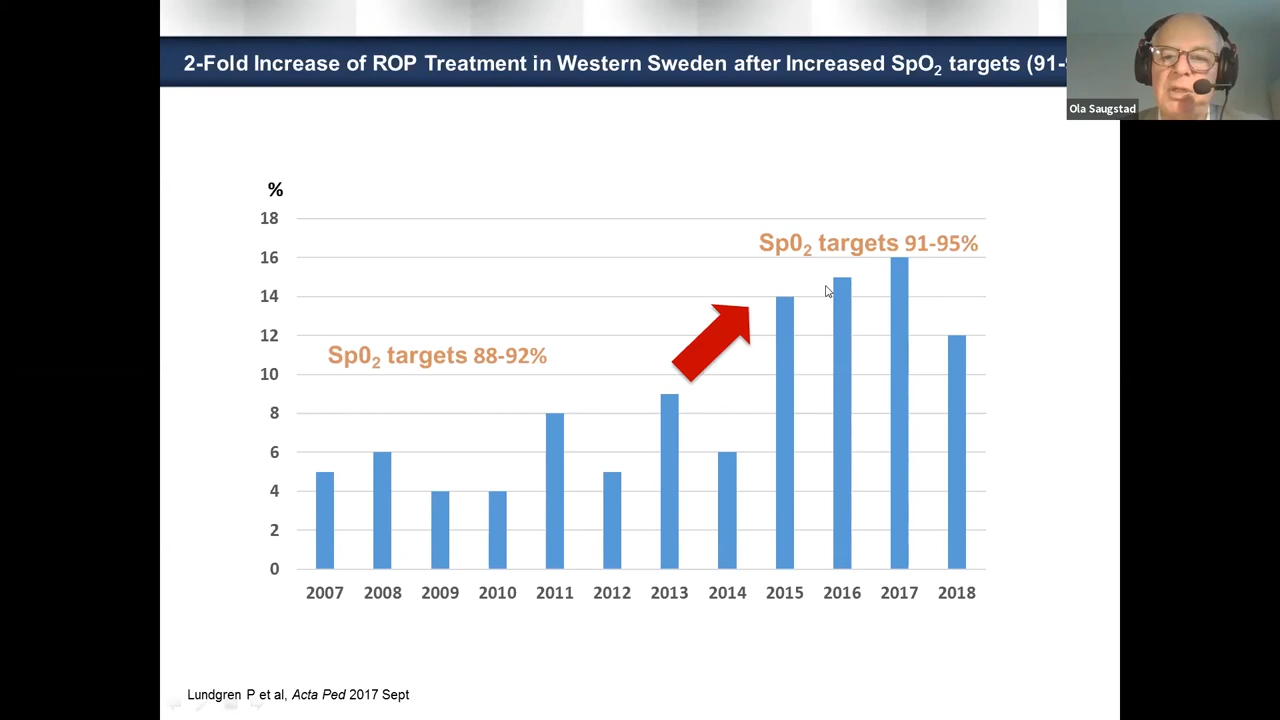 2-Fold Increase of ROP Treatment in Western Sweden after Increased SpO₂ targets (91-
Ola Saugstad
%
18
Sp0₂ targets 91-95%
16
14
12
Sp0₂ targets 88-92%
10
8
6
4
2
0
2007 2008 2009 2010 2011 2012 2013 2014 2015 2016 2017 2018
Lundgren P et al, Acta Ped 2017 Sept